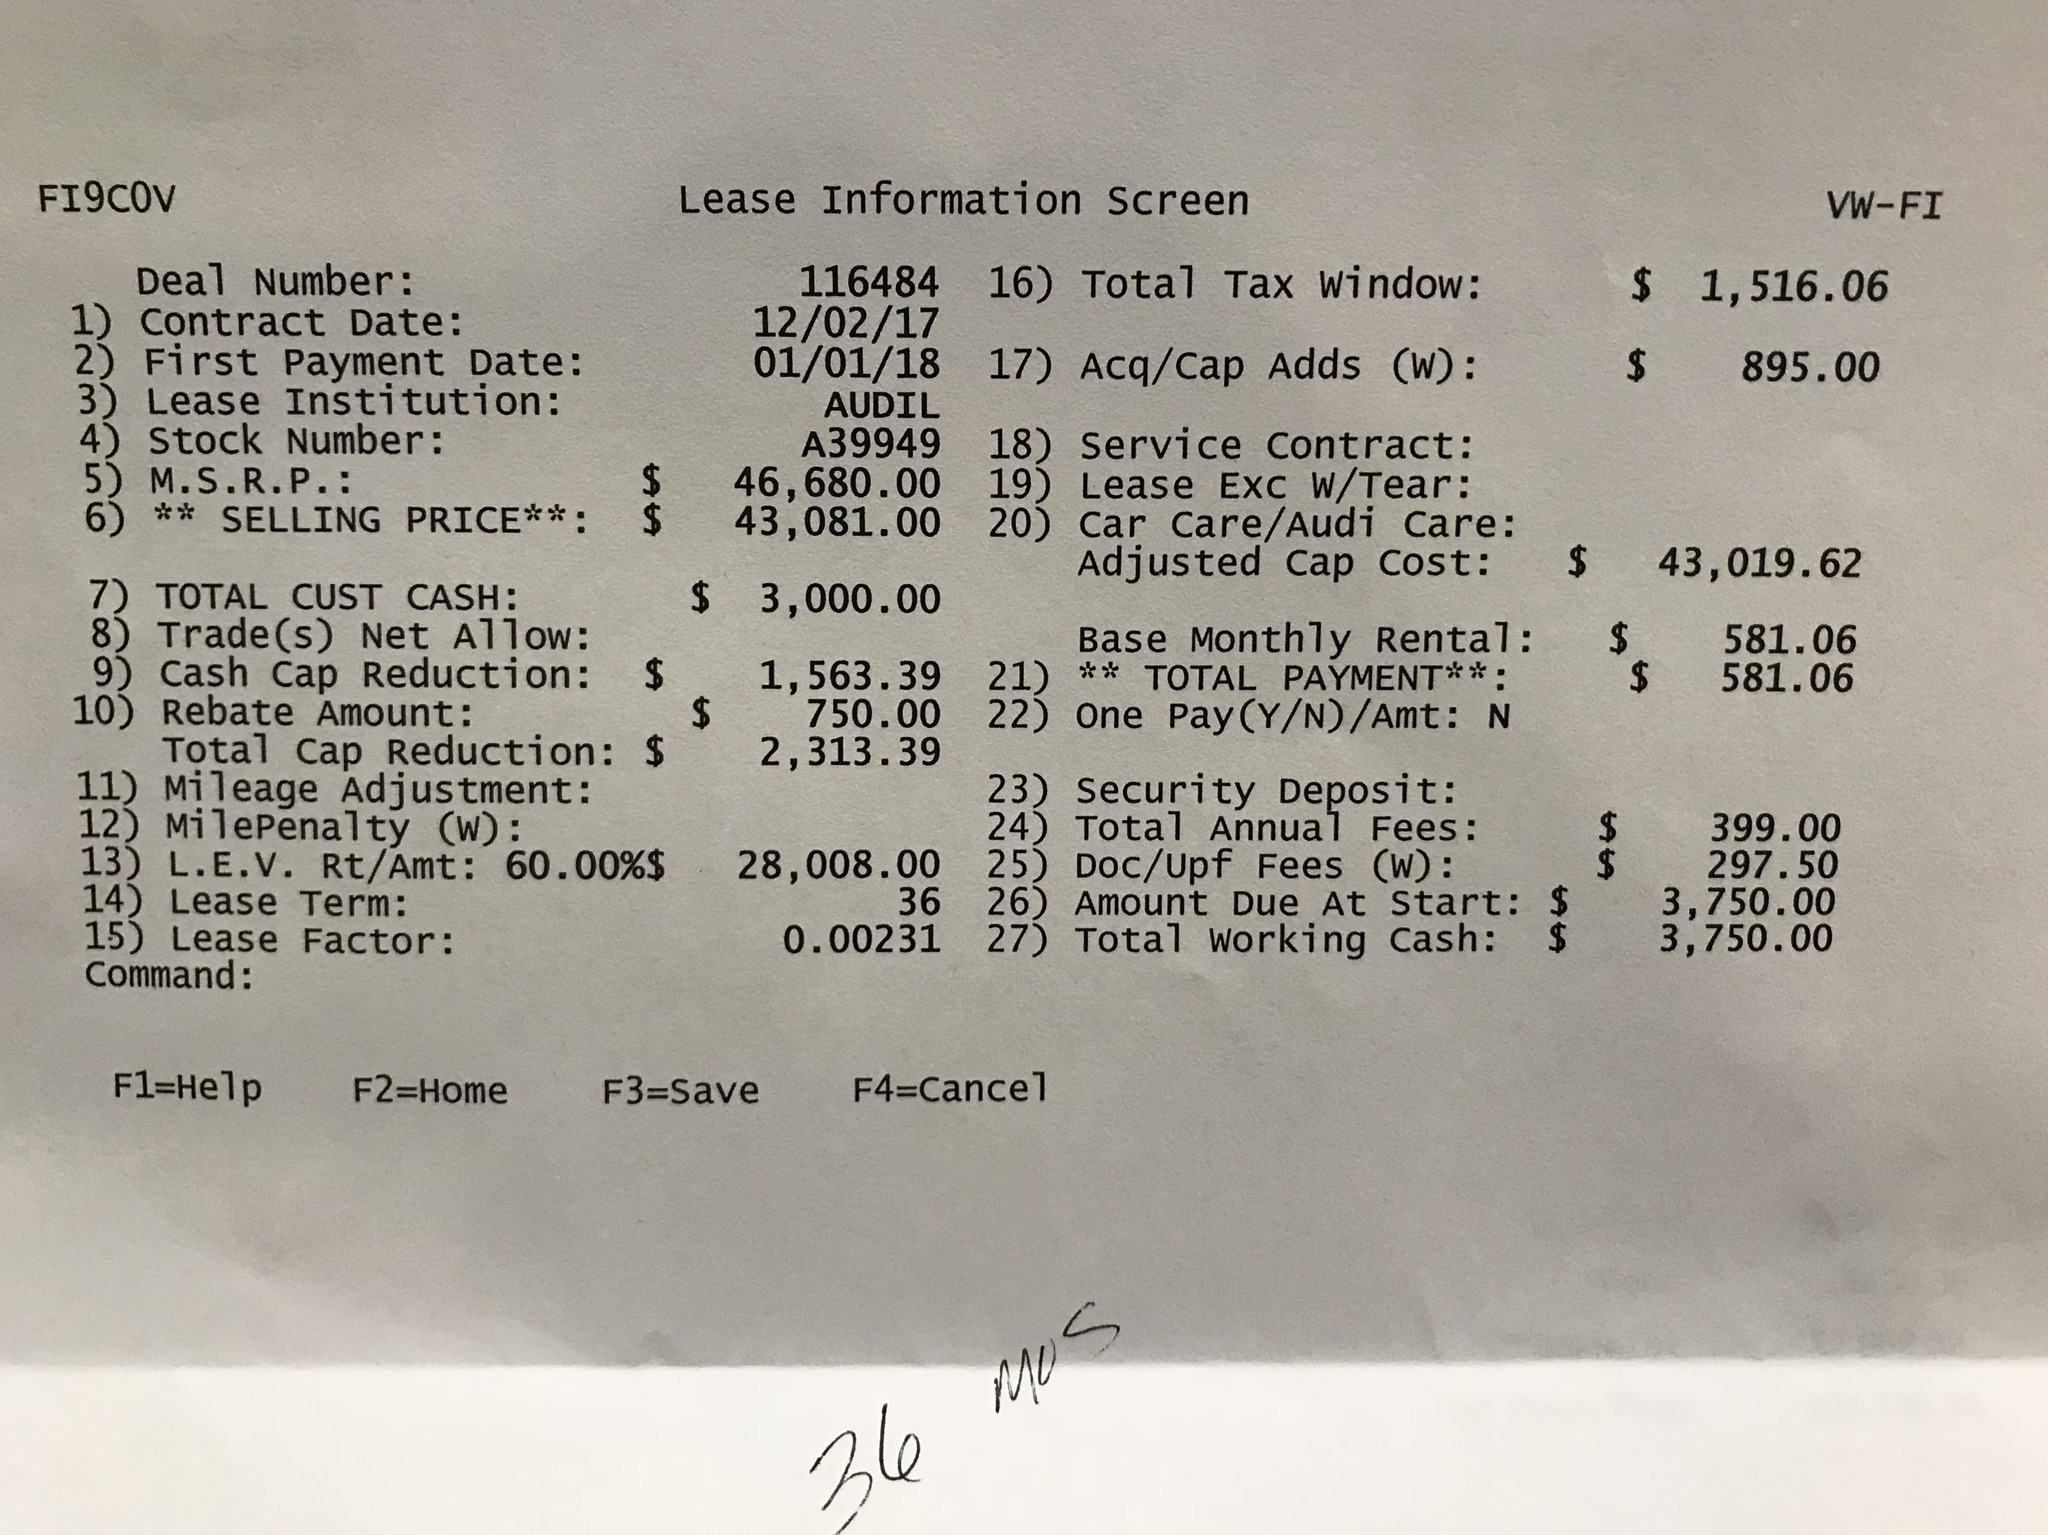 FI9C0V Lease Information Screen VW-FI
Deal Number: 116484 16) Total Tax Window: $ 1,516.06
1) Contract Date: 12/02/17
2) First Payment Date: 01/01/18 17) Acq/Cap Adds (W): $ 895.00
3) Lease Institution: AUDIL
4) Stock Number: A39949 18) Service Contract:
5) M.S.R.P.: $ 46,680.00 19) Lease Exc W/Tear:
6) ** SELLING PRICE**: $ 43,081.00 20) Car Care/Audi Care:
Adjusted Cap Cost: $ 43,019.62
7) TOTAL CUST CASH: $ 3,000.00
8) Trade(s) Net Allow: Base Monthly Rental: $ 581.06
9) Cash Cap Reduction: $ 1,563.39 21) ** TOTAL PAYMENT**: $ 581.06
10) Rebate Amount: $ 750.00 22) One Pay(Y/N)/Amt: N
Total Cap Reduction: $ 2,313.39
11) Mileage Adjustment: 23) Security Deposit:
12) MilePenalty (W): 24) Total Annual Fees: $ 399.00
13) L.E.V. Rt/Amt: 60.00%$ 28,008.00 25) Doc/Upf Fees (W): $ 297.50
14) Lease Term: 36 26) Amount Due At Start: $ 3,750.00
15) Lease Factor: 0.00231 27) Total Working Cash: $ 3,750.00
Command:
F1=Help F2=Home F3=Save F4=Cancel
36 MOS